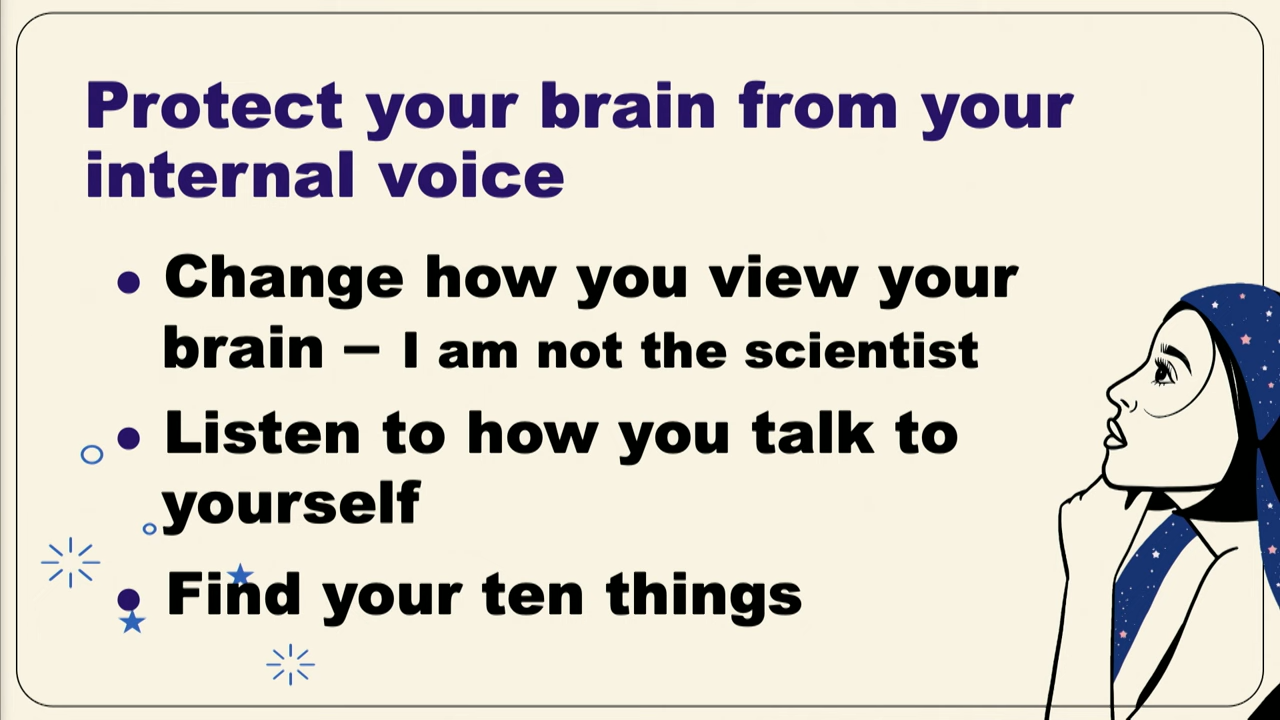 Protect your brain from your
internal voice
• Change how you view your
brain – I am not the scientist
• Listen to how you talk to
yourself
• Find your ten things